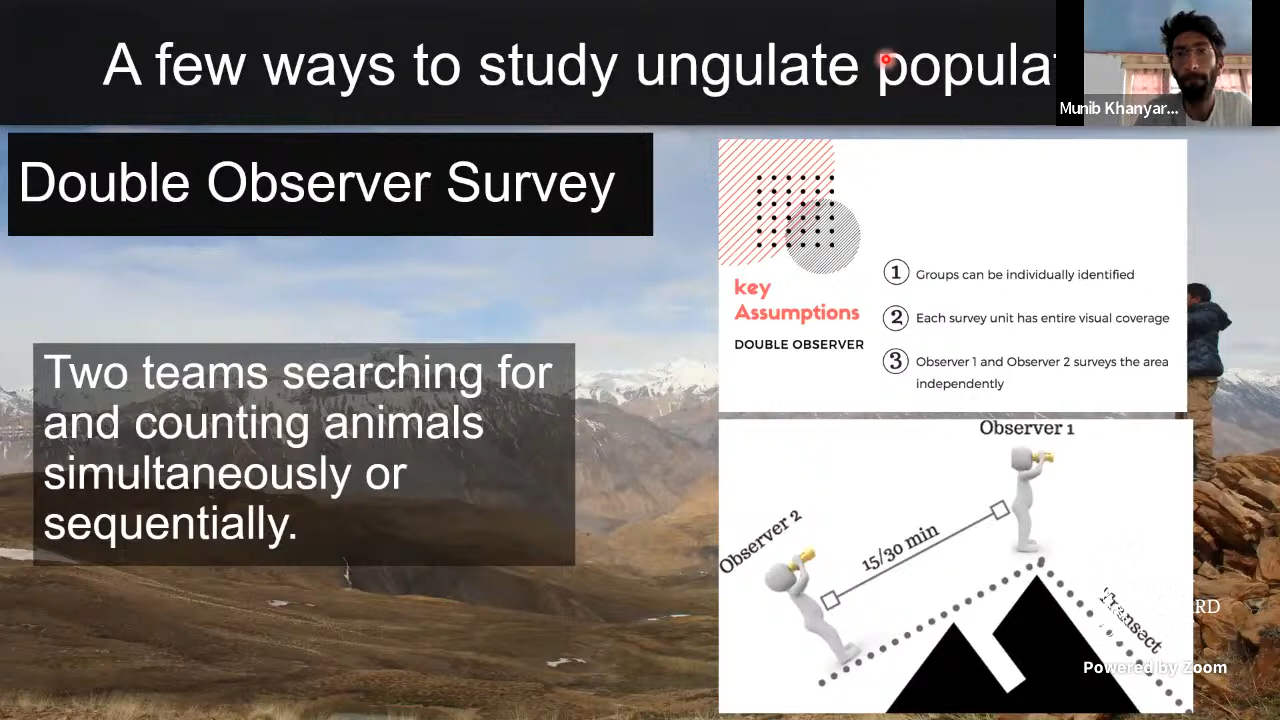 A few ways to study ungulate populat
Munib Khanyar...
Double Observer Survey
Two teams searching for
and counting animals
simultaneously or
sequentially.
key
Assumptions
DOUBLE OBSERVER
1 Groups can be individually identified
2 Each survey unit has entire visual coverage
3 Observer 1 and Observer 2 surveys the area
independently
Observer 1
Observer 2
15/30 min
Transect
RD
Powered by Zoom